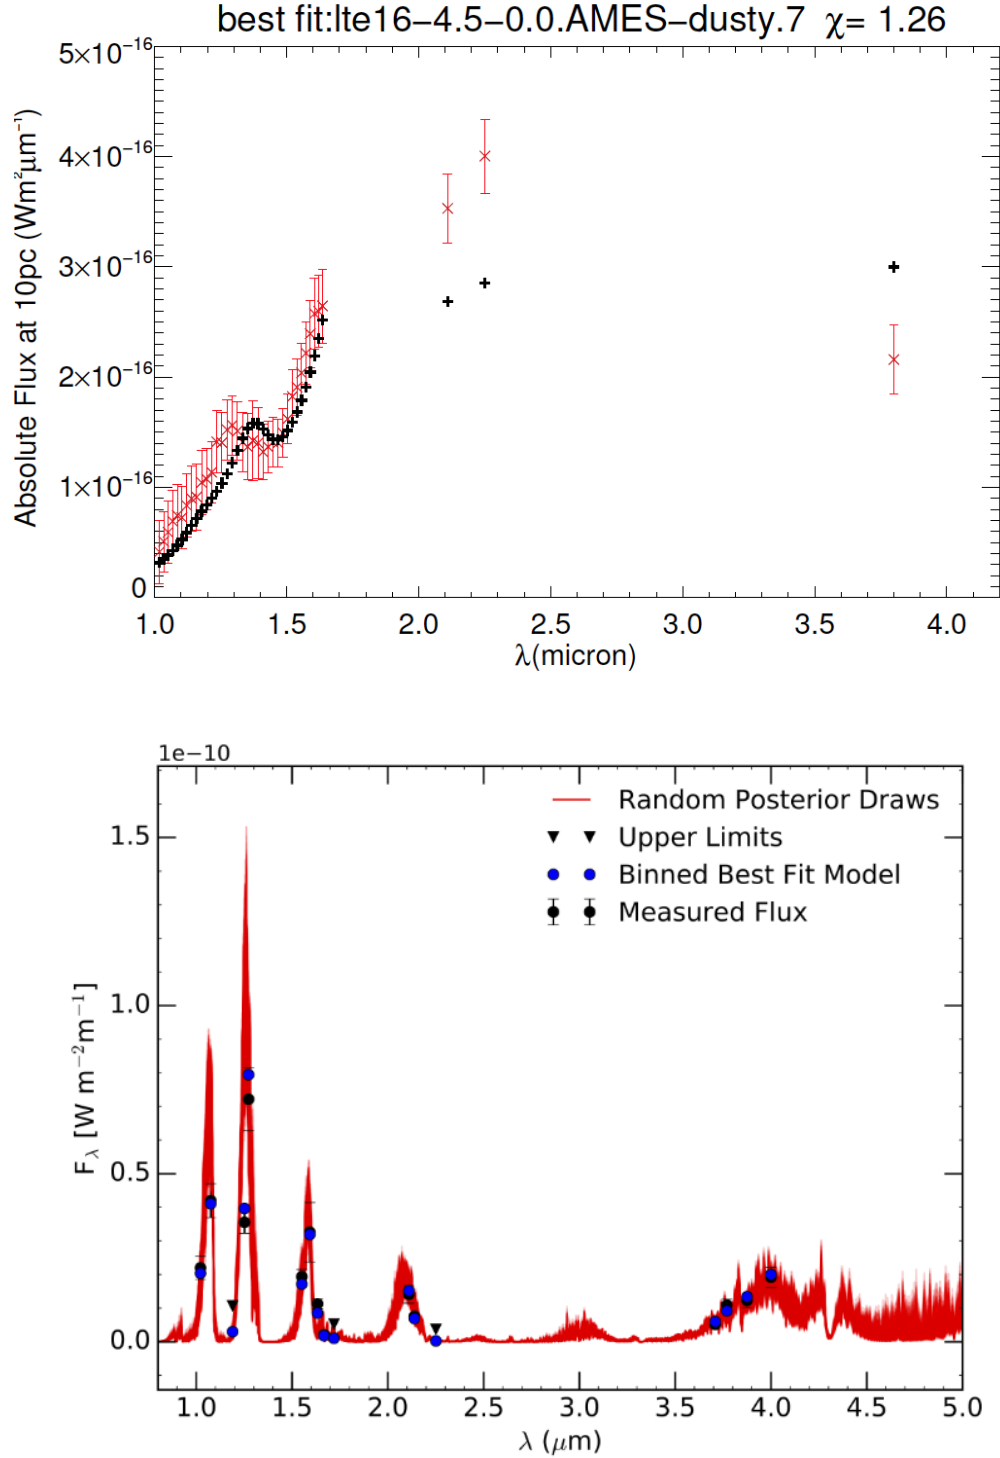 best fit:lte16−4.5−0.0.AMES−dusty.7 χ= 1.26
Absolute Flux at 10pc (Wm²μm⁻¹)
5×10⁻¹⁶
4×10⁻¹⁶
3×10⁻¹⁶
2×10⁻¹⁶
1×10⁻¹⁶
0
1.0 1.5 2.0 2.5 3.0 3.5 4.0
λ(micron)
1e−10
Random Posterior Draws
Upper Limits
Binned Best Fit Model
Measured Flux
F_λ [W m⁻²m⁻¹]
1.5
1.0
0.5
0.0
1.0 1.5 2.0 2.5 3.0 3.5 4.0 4.5 5.0
λ (μm)